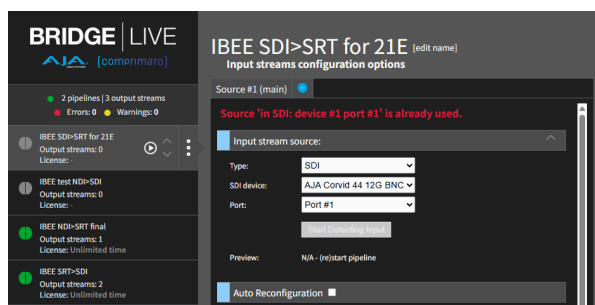 BRIDGE | LIVE
AJA [comprimato]
2 pipelines | 3 output streams
Errors: 0 Warnings: 0
IBEE SDI>SRT for 21E
Output streams: 0
License: -
IBEE test NDI>SDI
Output streams: 0
License: -
IBEE NDI>SRT final
Output streams: 1
License: Unlimited time
IBEE SRT>SDI
Output streams: 2
License: Unlimited time
IBEE SDI>SRT for 21E [edit name]
Input streams configuration options
Source #1 (main)
Source 'in SDI: device #1 port #1' is already used.
Input stream source:
Type: SDI
SDI device: AJA Corvid 44 12G BNC
Port: Port #1
Start Detecting Input
Preview: N/A - (re)start pipeline
Auto Reconfiguration